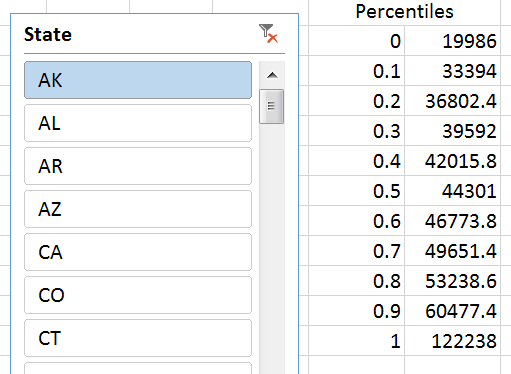 State
AK
AL
AR
AZ
CA
CO
CT
Percentiles
0 19986
0.1 33394
0.2 36802.4
0.3 39592
0.4 42015.8
0.5 44301
0.6 46773.8
0.7 49651.4
0.8 53238.6
0.9 60477.4
1 122238